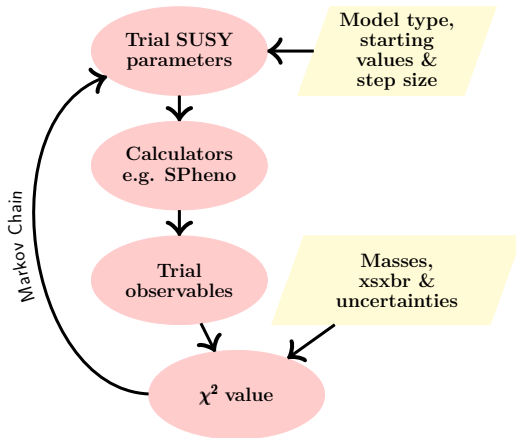 Trial SUSY
parameters
Model type,
starting
values &
step size
Calculators
e.g. SPheno
Markov Chain
Trial
observables
Masses,
xsxbr &
uncertainties
χ² value